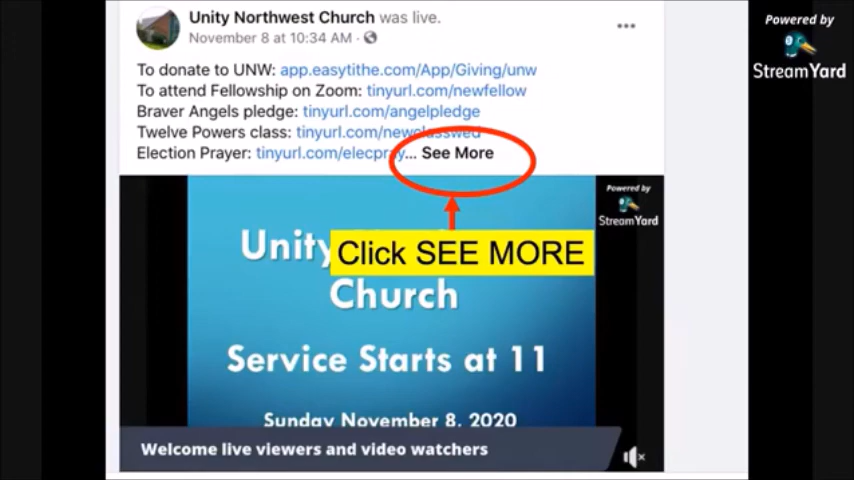 Unity Northwest Church was live.
November 8 at 10:34 AM ·
To donate to UNW: app.easytithe.com/App/Giving/unw
To attend Fellowship on Zoom: tinyurl.com/newfellow
Braver Angels pledge: tinyurl.com/angelpledge
Twelve Powers class: tinyurl.com/newclasswed
Election Prayer: tinyurl.com/elecpray... See More
Powered by
StreamYard
Click SEE MORE
Church
Service Starts at 11
Sunday November 8, 2020
Welcome live viewers and video watchers
Powered by
StreamYard